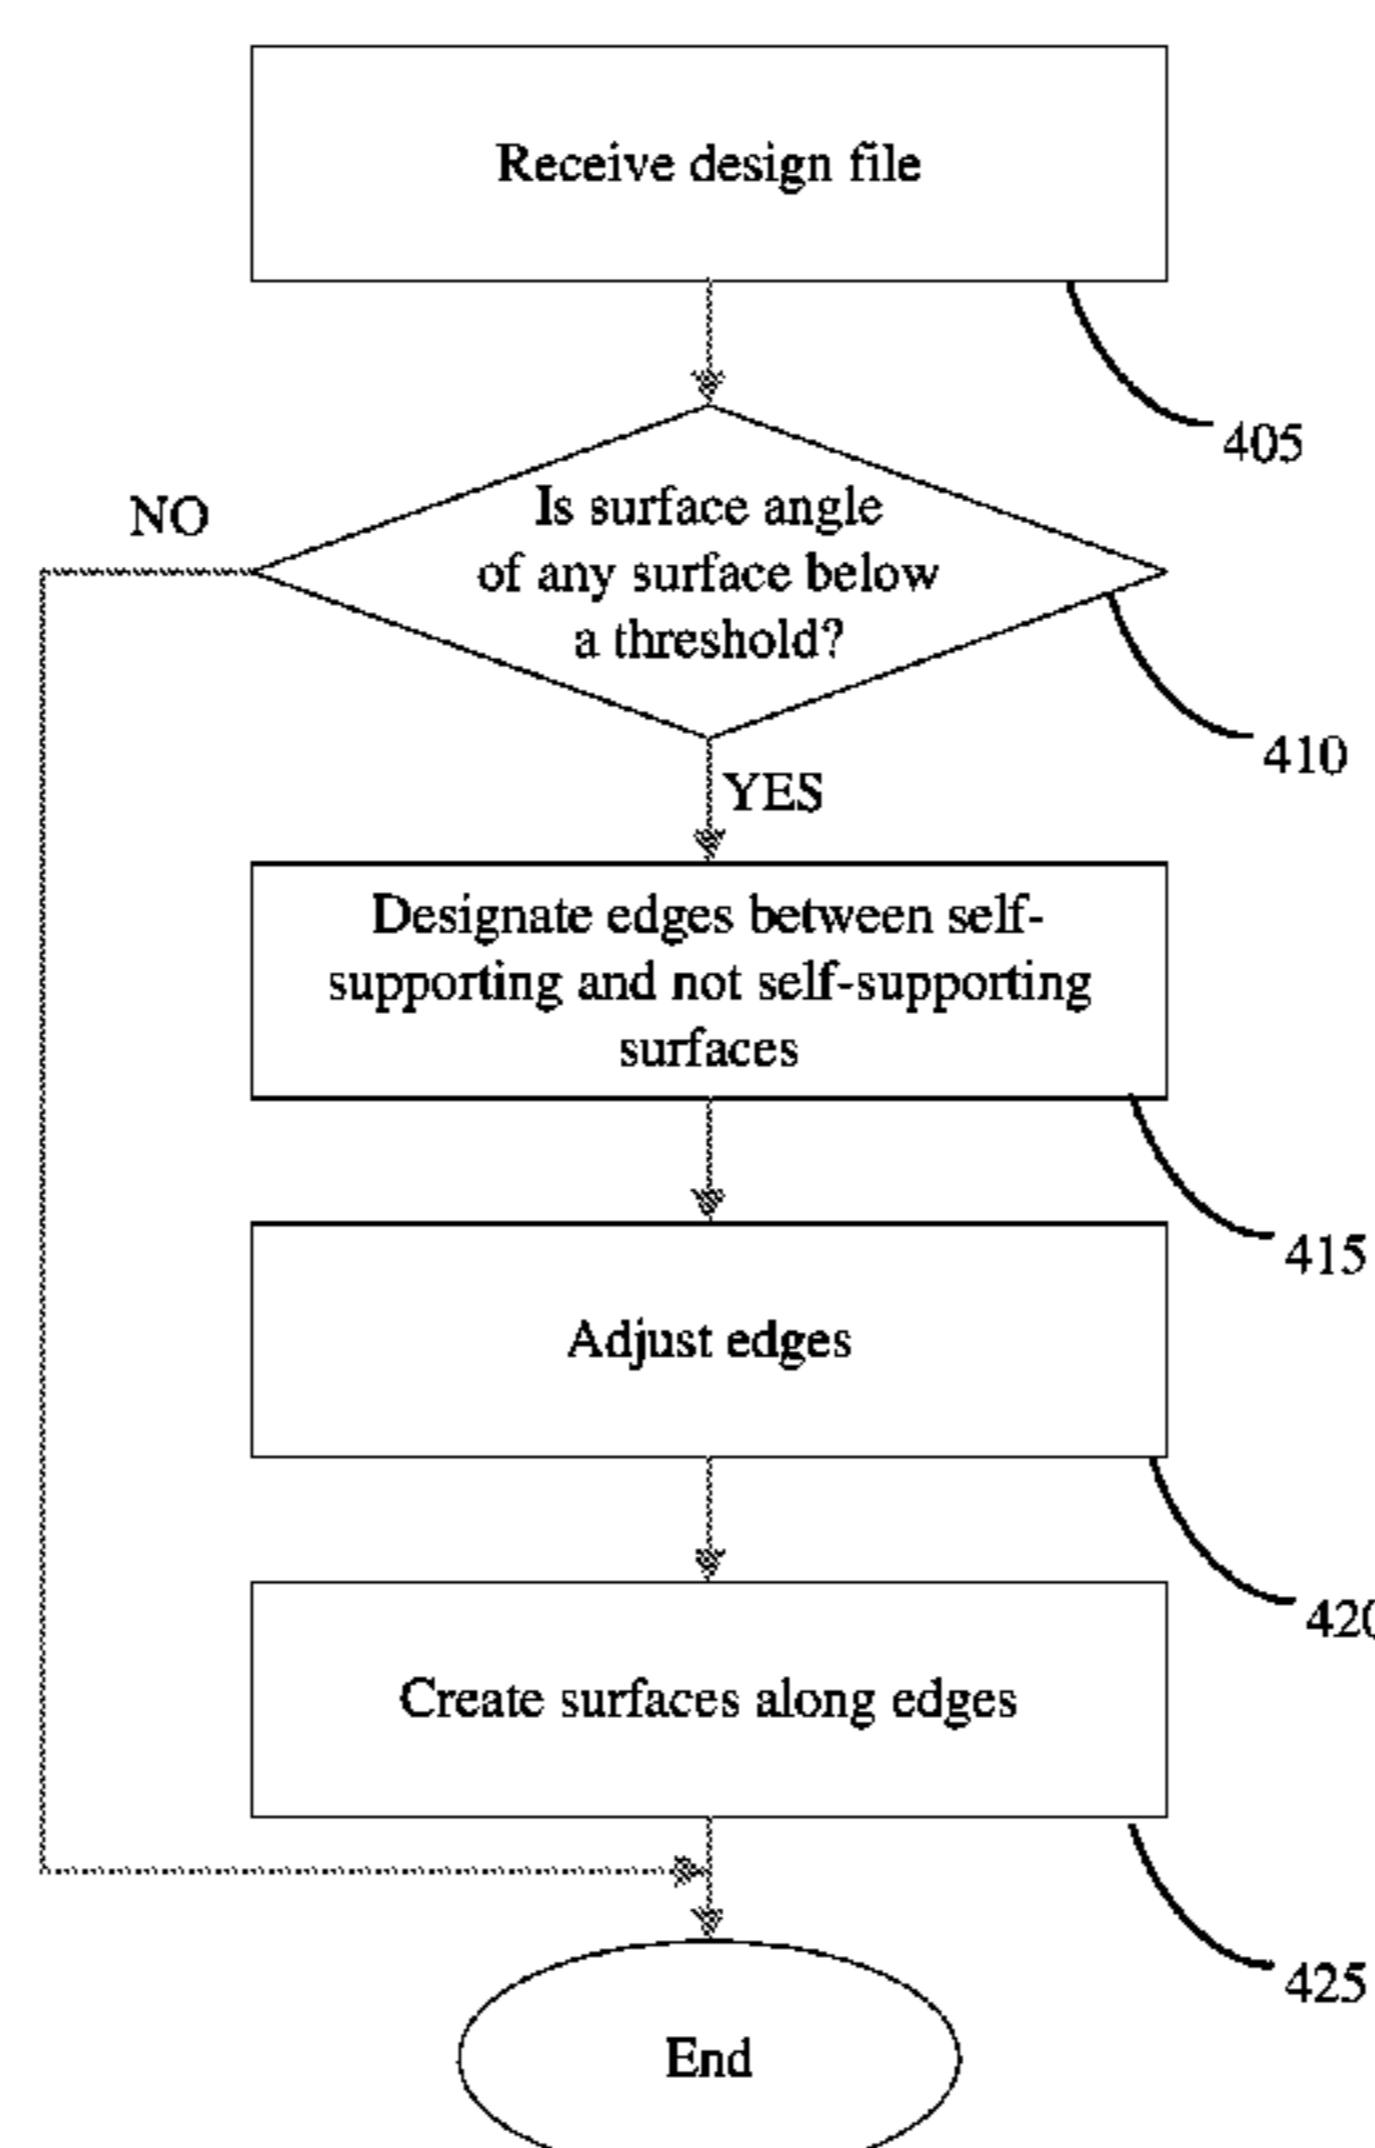 Receive design file
405
Is surface angle
of any surface below
a threshold?
NO
410
YES
Designate edges between self-
supporting and not self-supporting
surfaces
415
Adjust edges
420
Create surfaces along edges
425
End